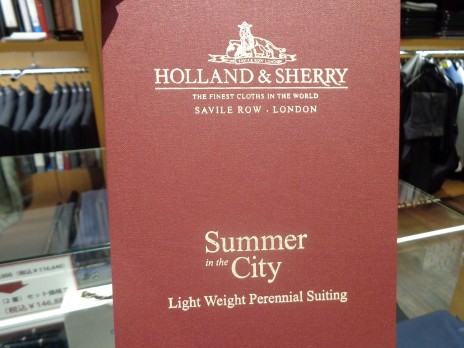 HOLLAND & SHERRY
THE FINEST CLOTHS IN THE WORLD
SAVILE ROW · LONDON
Summer
in the
City
Light Weight Perennial Suiting